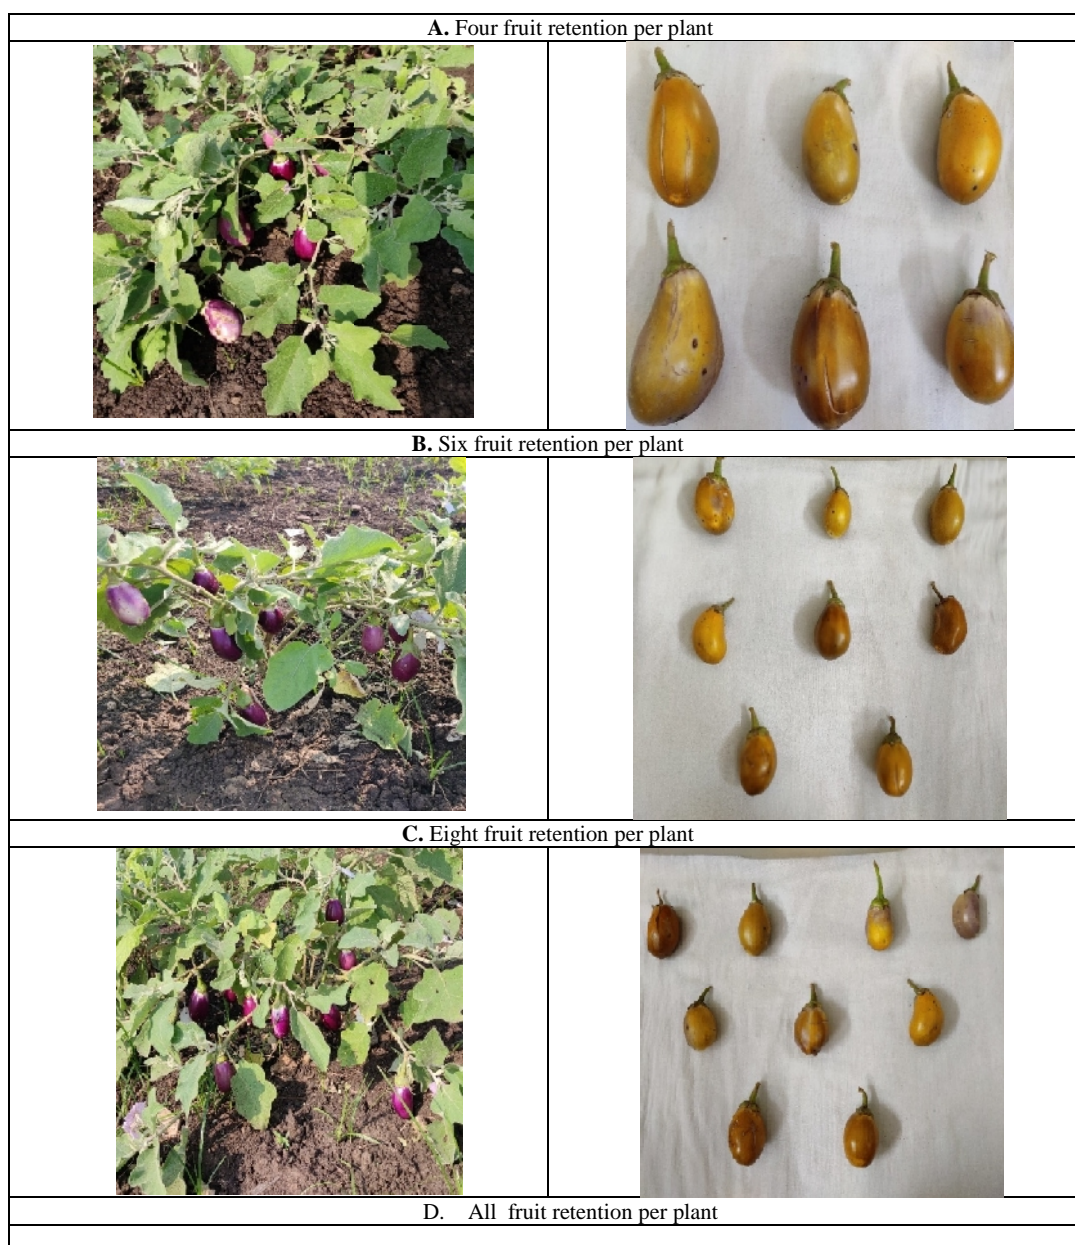 A. Four fruit retention per plant
B. Six fruit retention per plant
C. Eight fruit retention per plant
D. All fruit retention per plant